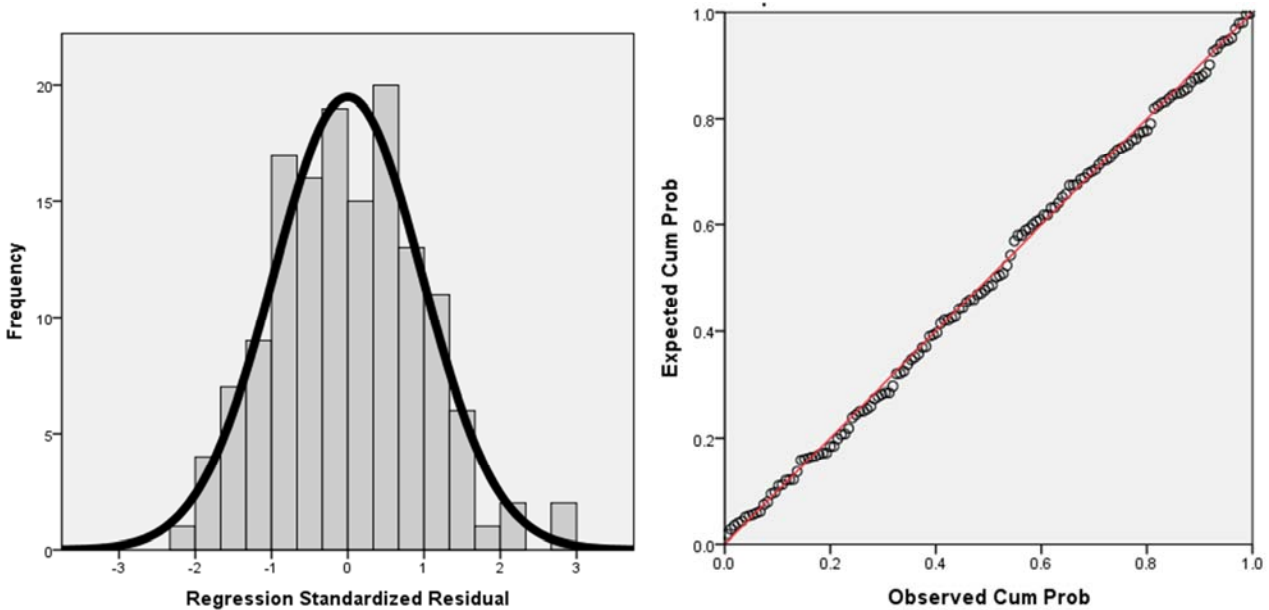 Frequency
20
15
10
5
0
-3 -2 -1 0 1 2 3
Regression Standardized Residual
Expected Cum Prob
1.0
0.8
0.6
0.4
0.2
0.0
0.0 0.2 0.4 0.6 0.8 1.0
Observed Cum Prob